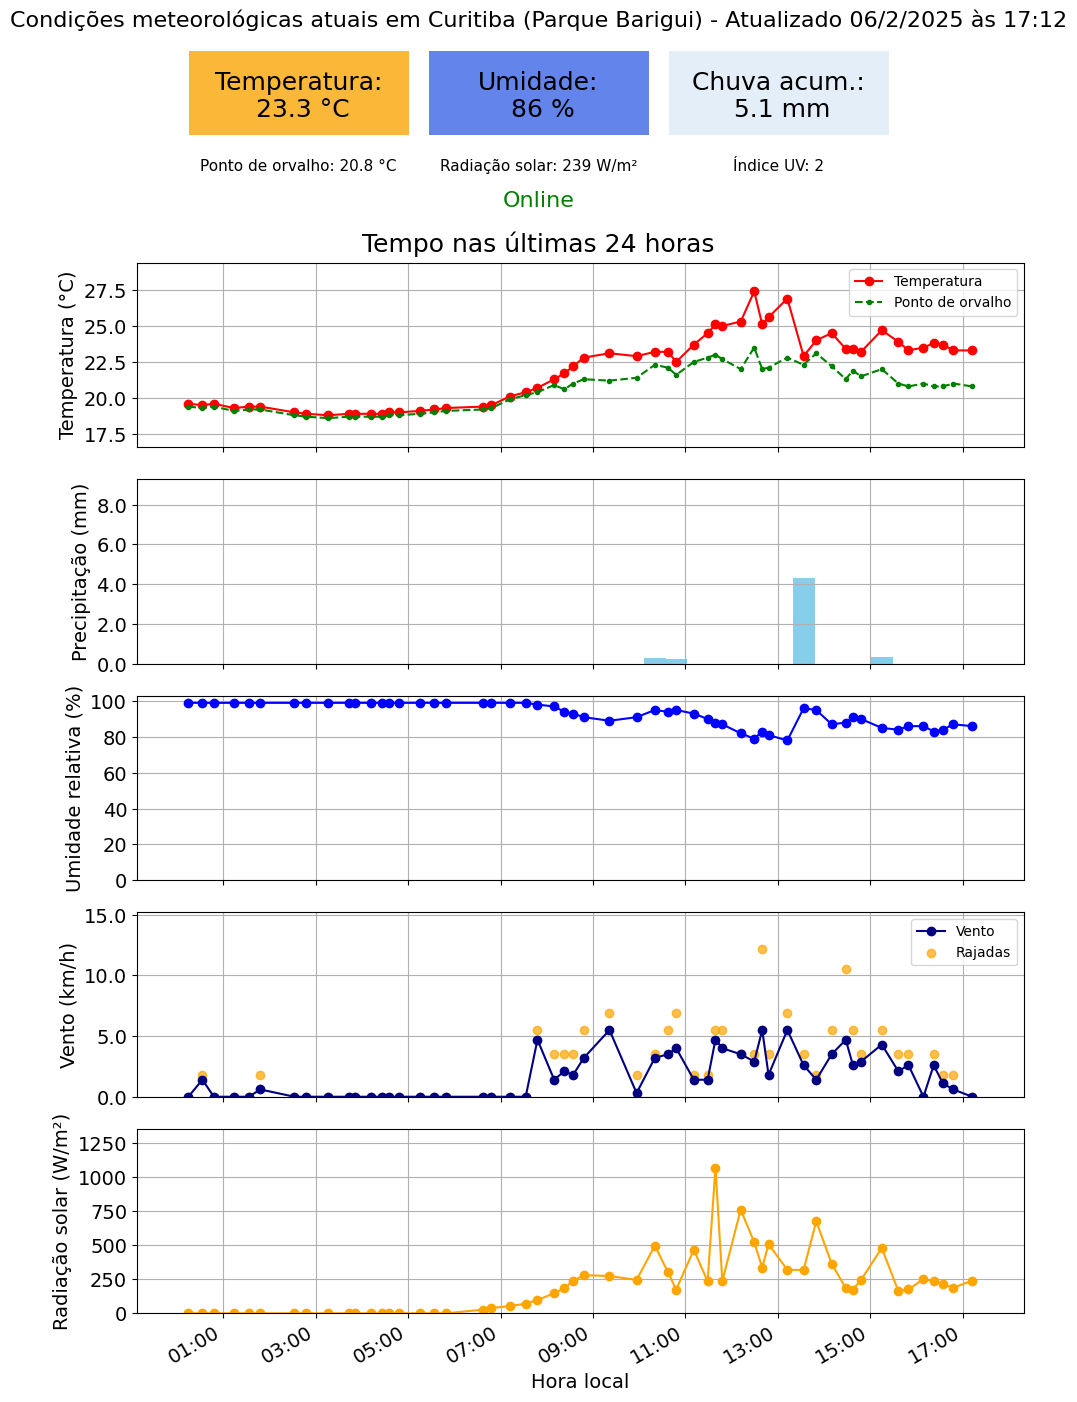 Condições meteorológicas atuais em Curitiba (Parque Barigui) - Atualizado 06/2/2025 às 17:12
Temperatura:
23.3 °C
Umidade:
86 %
Chuva acum.:
5.1 mm
Ponto de orvalho: 20.8 °C
Radiação solar: 239 W/m²
Índice UV: 2
Online
Tempo nas últimas 24 horas
Temperatura (°C)
27.5
25.0
22.5
20.0
17.5
Temperatura
Ponto de orvalho
Precipitação (mm)
8.0
6.0
4.0
2.0
0.0
Umidade relativa (%)
100
80
60
40
20
0
Vento (km/h)
15.0
10.0
5.0
0.0
Vento
Rajadas
Radiação solar (W/m²)
1250
1000
750
500
250
0
01:00
03:00
05:00
07:00
09:00
11:00
13:00
15:00
17:00
Hora local